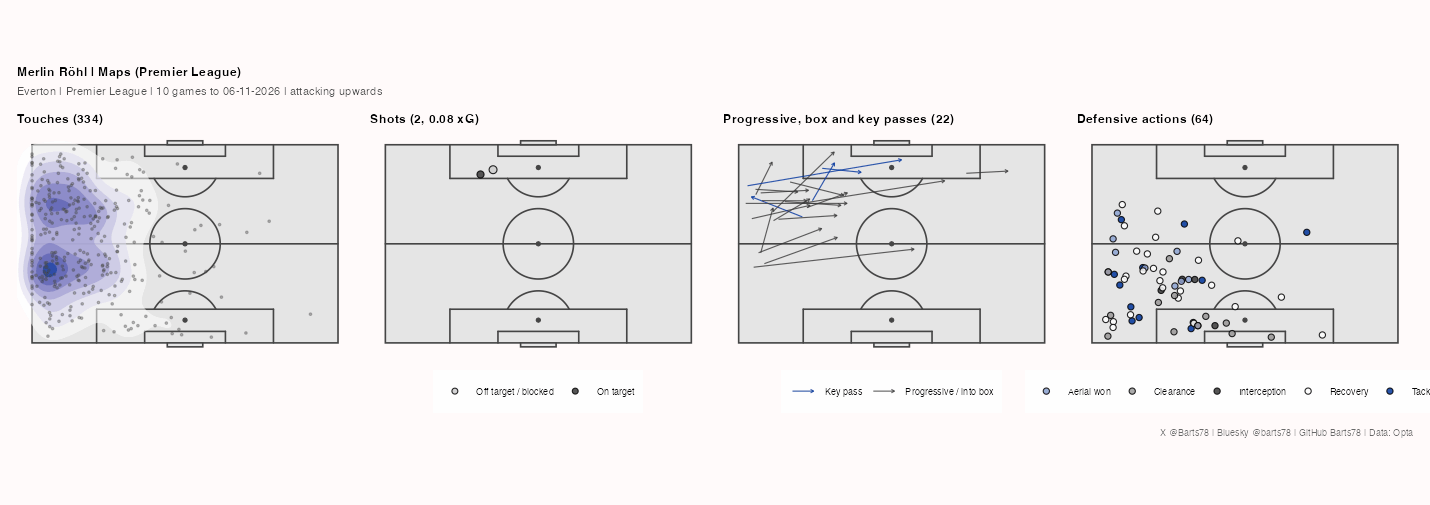 Merlin Röhl | Maps (Premier League)
Everton | Premier League | 10 games to 06-11-2026 | attacking upwards
Touches (334)
Shots (2, 0.08 xG)
Progressive, box and key passes (22)
Defensive actions (64)
Off target / blocked
On target
Key pass
Progressive / into box
Aerial won
Clearance
Interception
Recovery
Tack
X @Barts78 | Bluesky @barts78 | GitHub Barts78 | Data: Opta